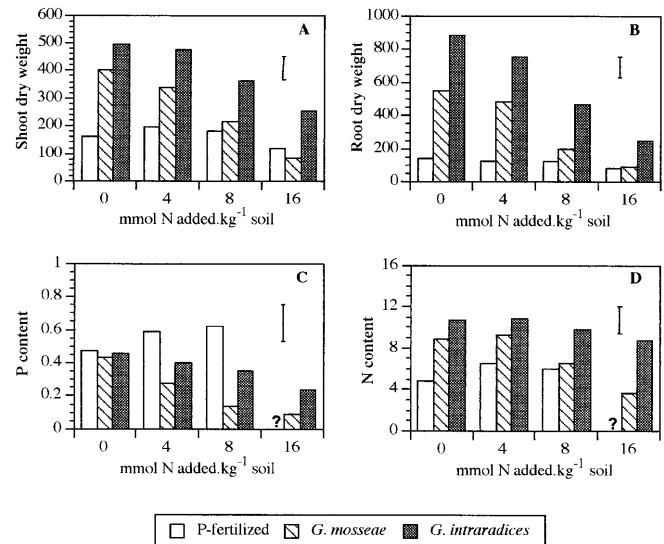 A
Shoot dry weight
600
500
400
300
200
100
0
0 4 8 16
mmol N added.kg⁻¹ soil
B
Root dry weight
1000
800
600
400
200
0
0 4 8 16
mmol N added.kg⁻¹ soil
C
P content
1
0.8
0.6
0.4
0.2
0
?
0 4 8 16
mmol N added.kg⁻¹ soil
D
N content
16
12
8
4
0
?
0 4 8 16
mmol N added.kg⁻¹ soil
P-fertilized G. mosseae G. intraradices